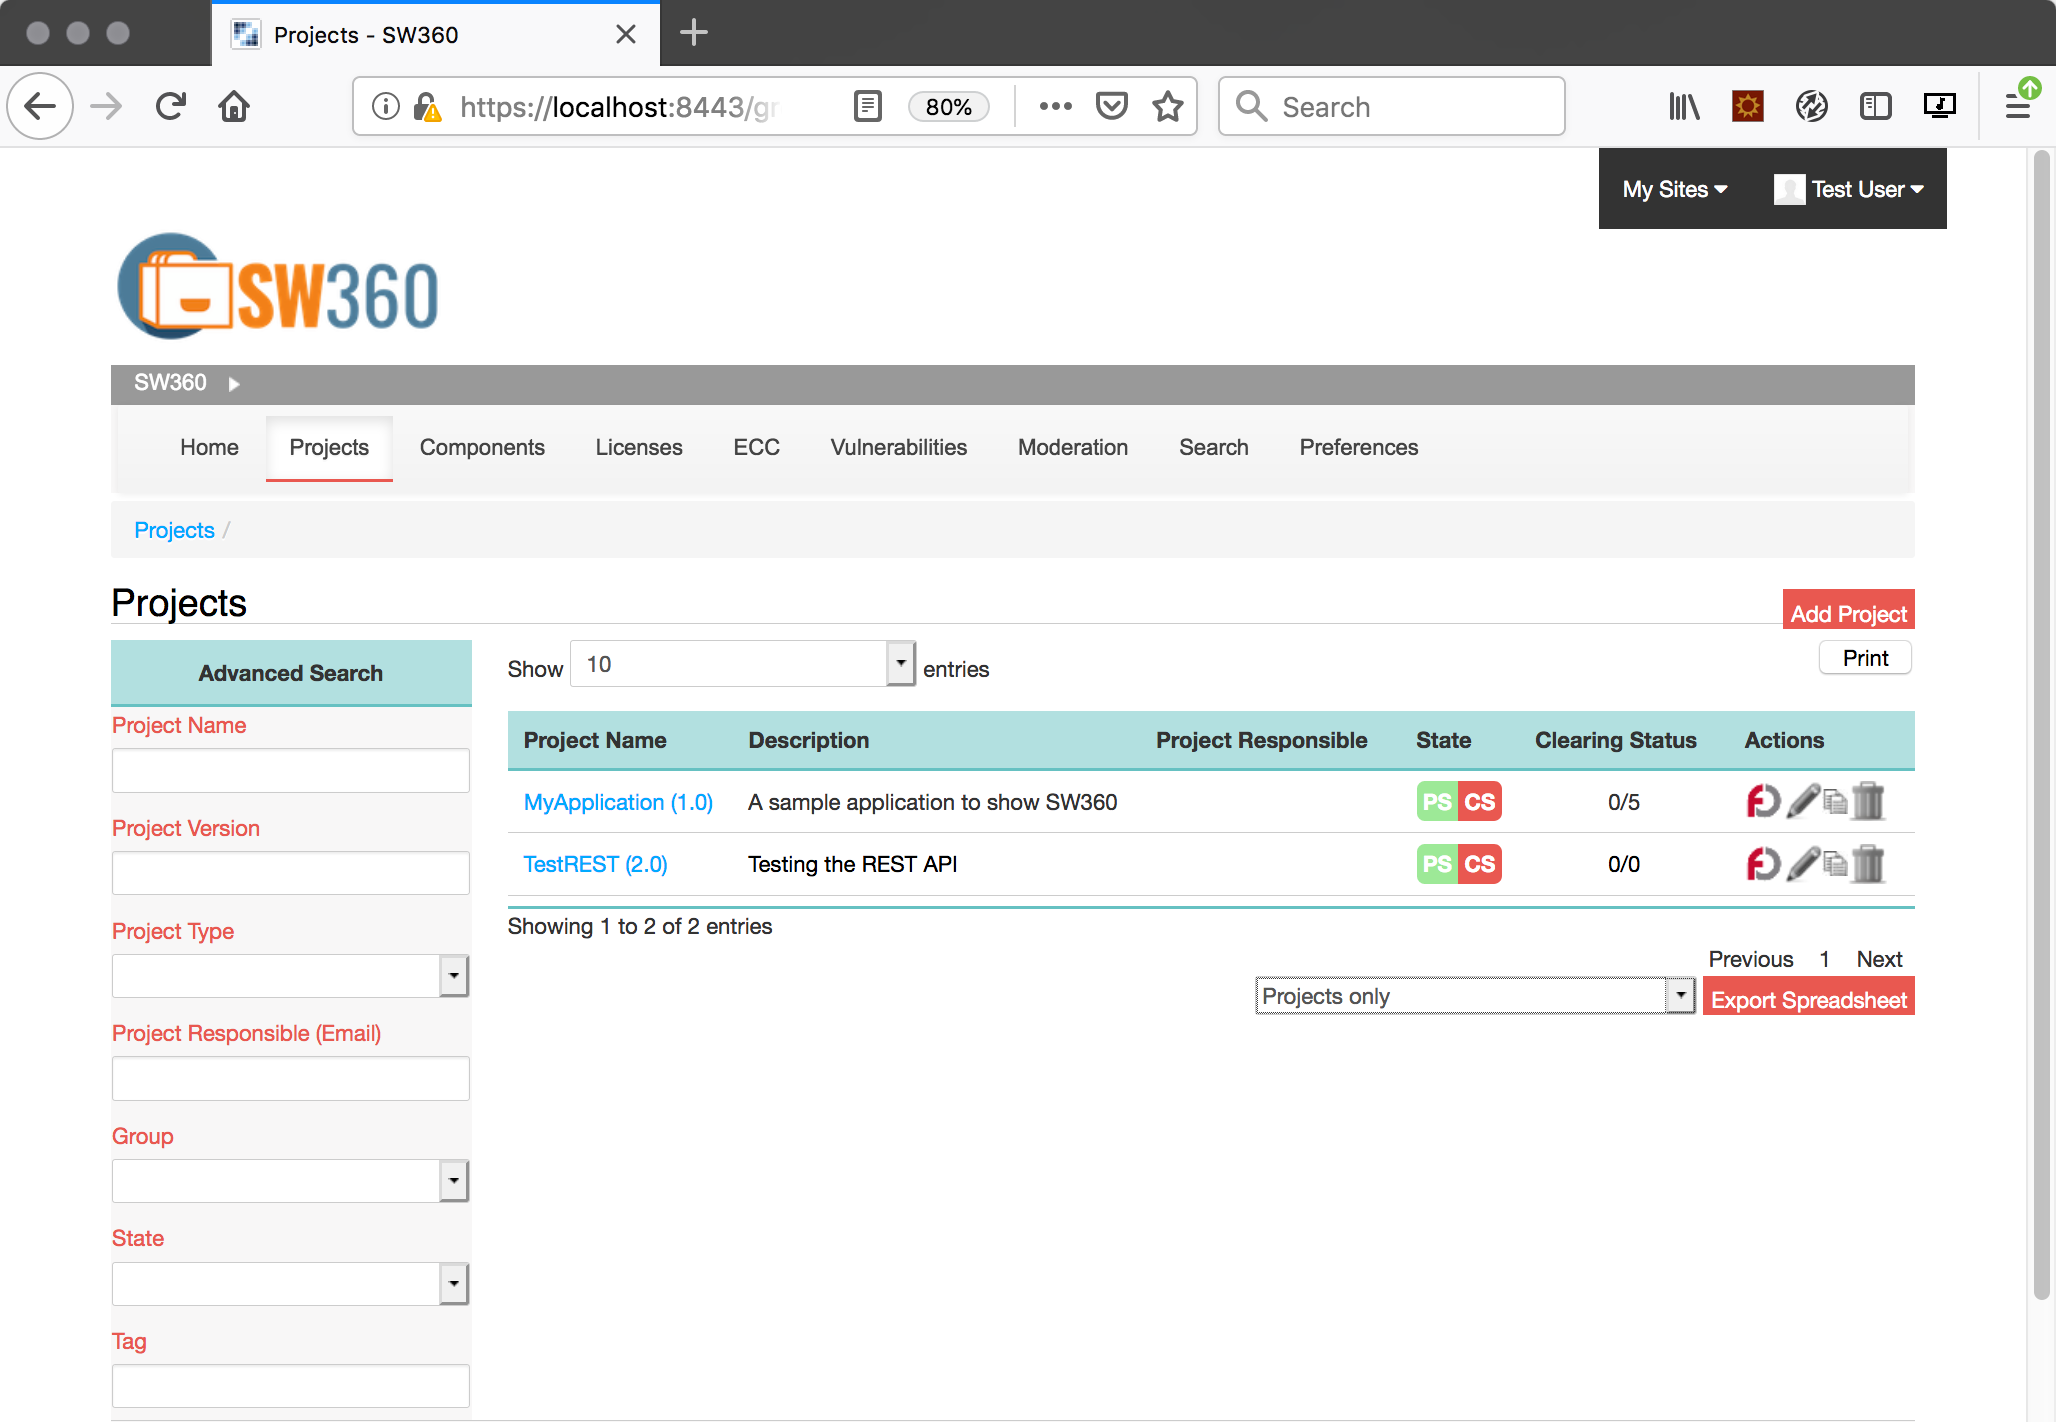 Projects - SW360
https://localhost:8443/gr
80%
Search
My Sites
Test User
SW360
SW360
Home
Projects
Components
Licenses
ECC
Vulnerabilities
Moderation
Search
Preferences
Projects /
Projects
Add Project
Advanced Search
Project Name
Project Version
Project Type
Project Responsible (Email)
Group
State
Tag
Show 10 entries
Print
Project Name Description Project Responsible State Clearing Status Actions
MyApplication (1.0) A sample application to show SW360 PS CS 0/5
TestREST (2.0) Testing the REST API PS CS 0/0
Showing 1 to 2 of 2 entries
Previous 1 Next
Projects only
Export Spreadsheet